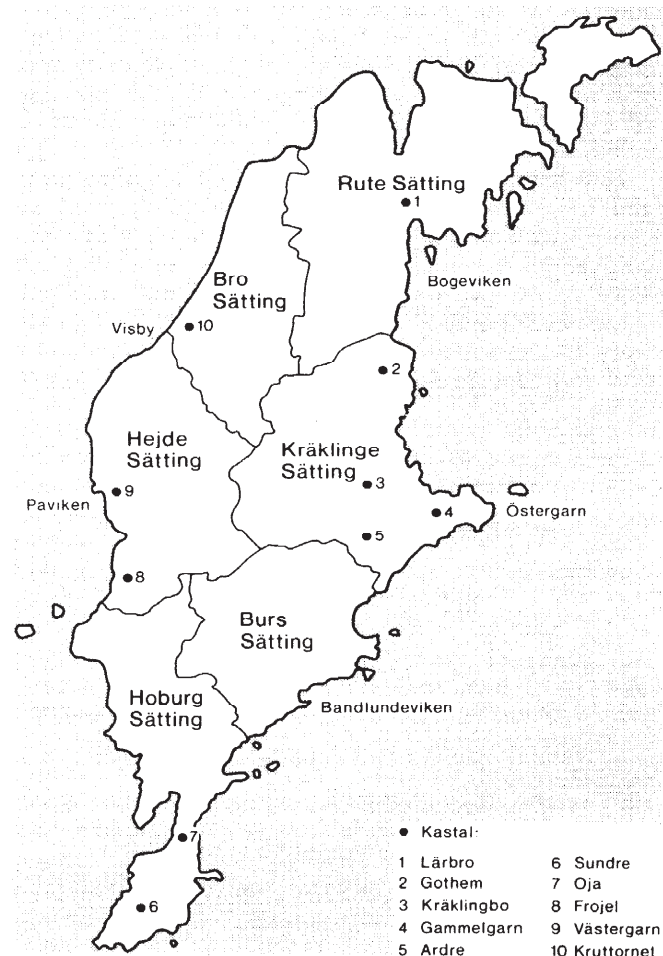 Rute Sätting
1
Bogeviken
Bro
Sätting
Visby
10
2
Hejde
Sätting
Kräklinge
Sätting
3
9
Paviken
4
Östergarn
5
8
Burs
Sätting
Hoburg
Sätting
Bandlundeviken
7
6
Kastal:
1 Lärbro
2 Gothem
3 Kräklingbo
4 Gammelgarn
5 Ardre
6 Sundre
7 Oja
8 Frojel
9 Västergarn
10 Kruttornet